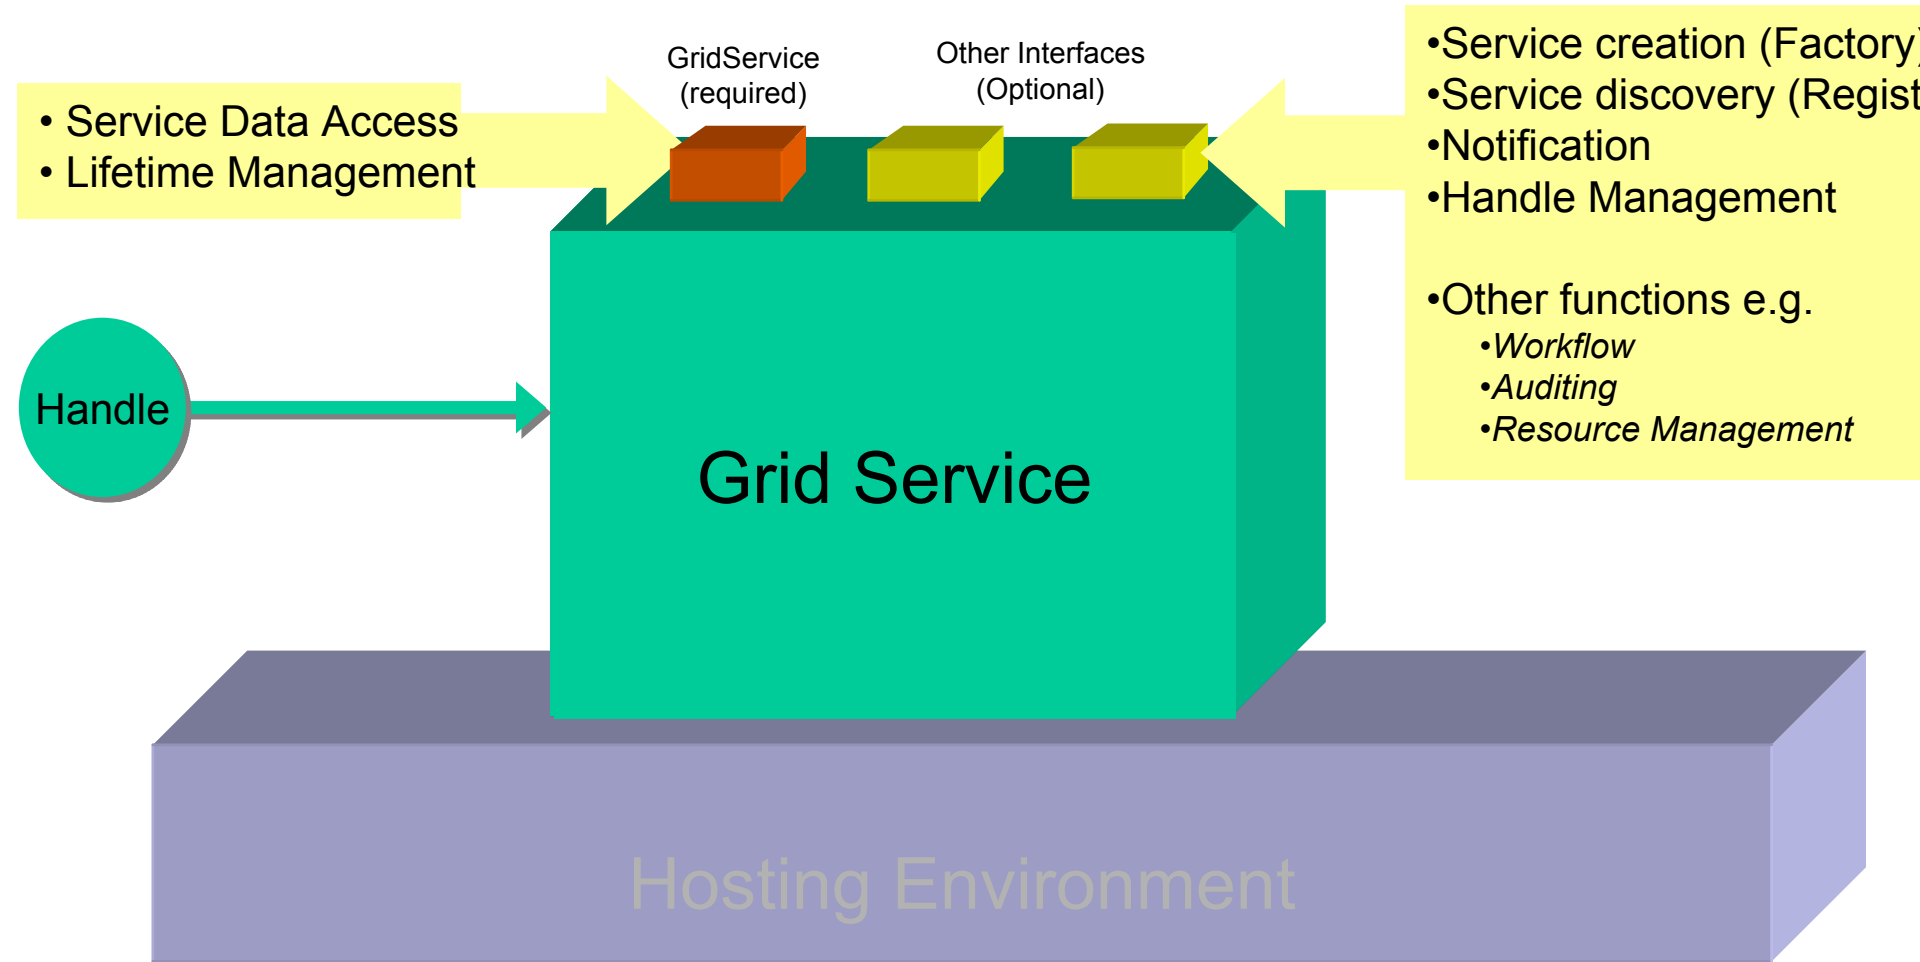 GridService
(required)
Other Interfaces
(Optional)
• Service Data Access
• Lifetime Management
•Service creation (Factory)
•Service discovery (Regist
•Notification
•Handle Management
•Other functions e.g.
•Workflow
•Auditing
•Resource Management
Handle
Grid Service
Hosting Environment